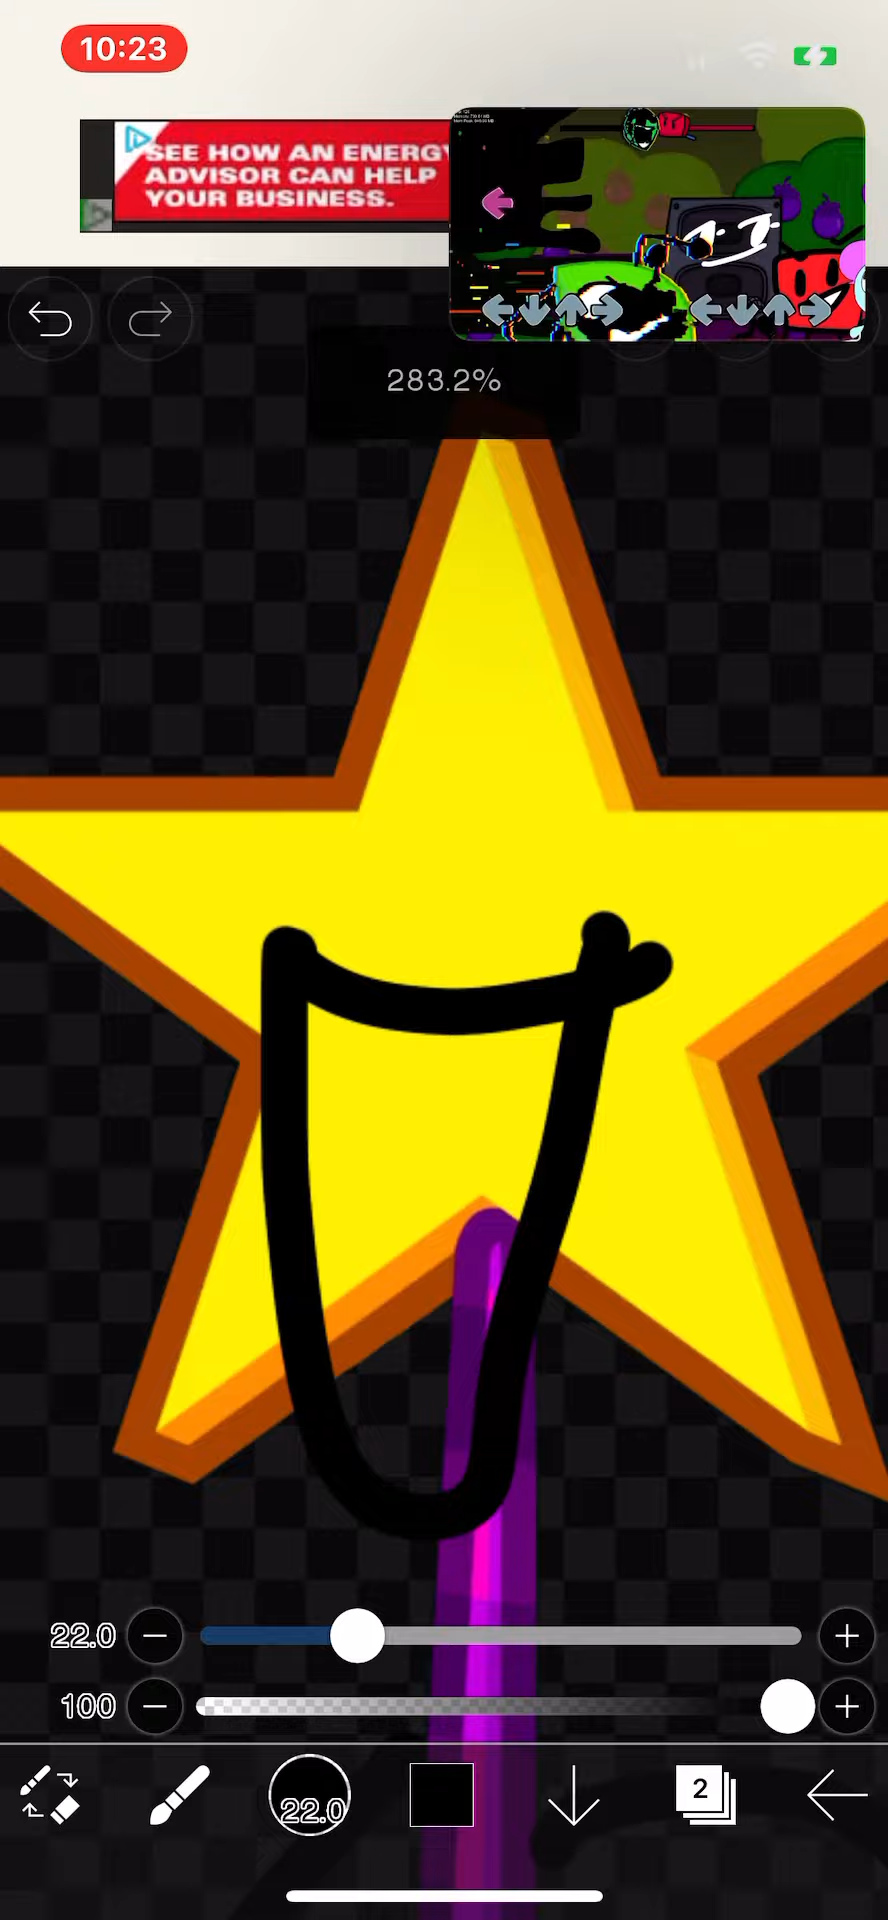 10:23
SEE HOW AN ENERGY
ADVISOR CAN HELP
YOUR BUSINESS.
283.2%
22.0
100
22.0
2